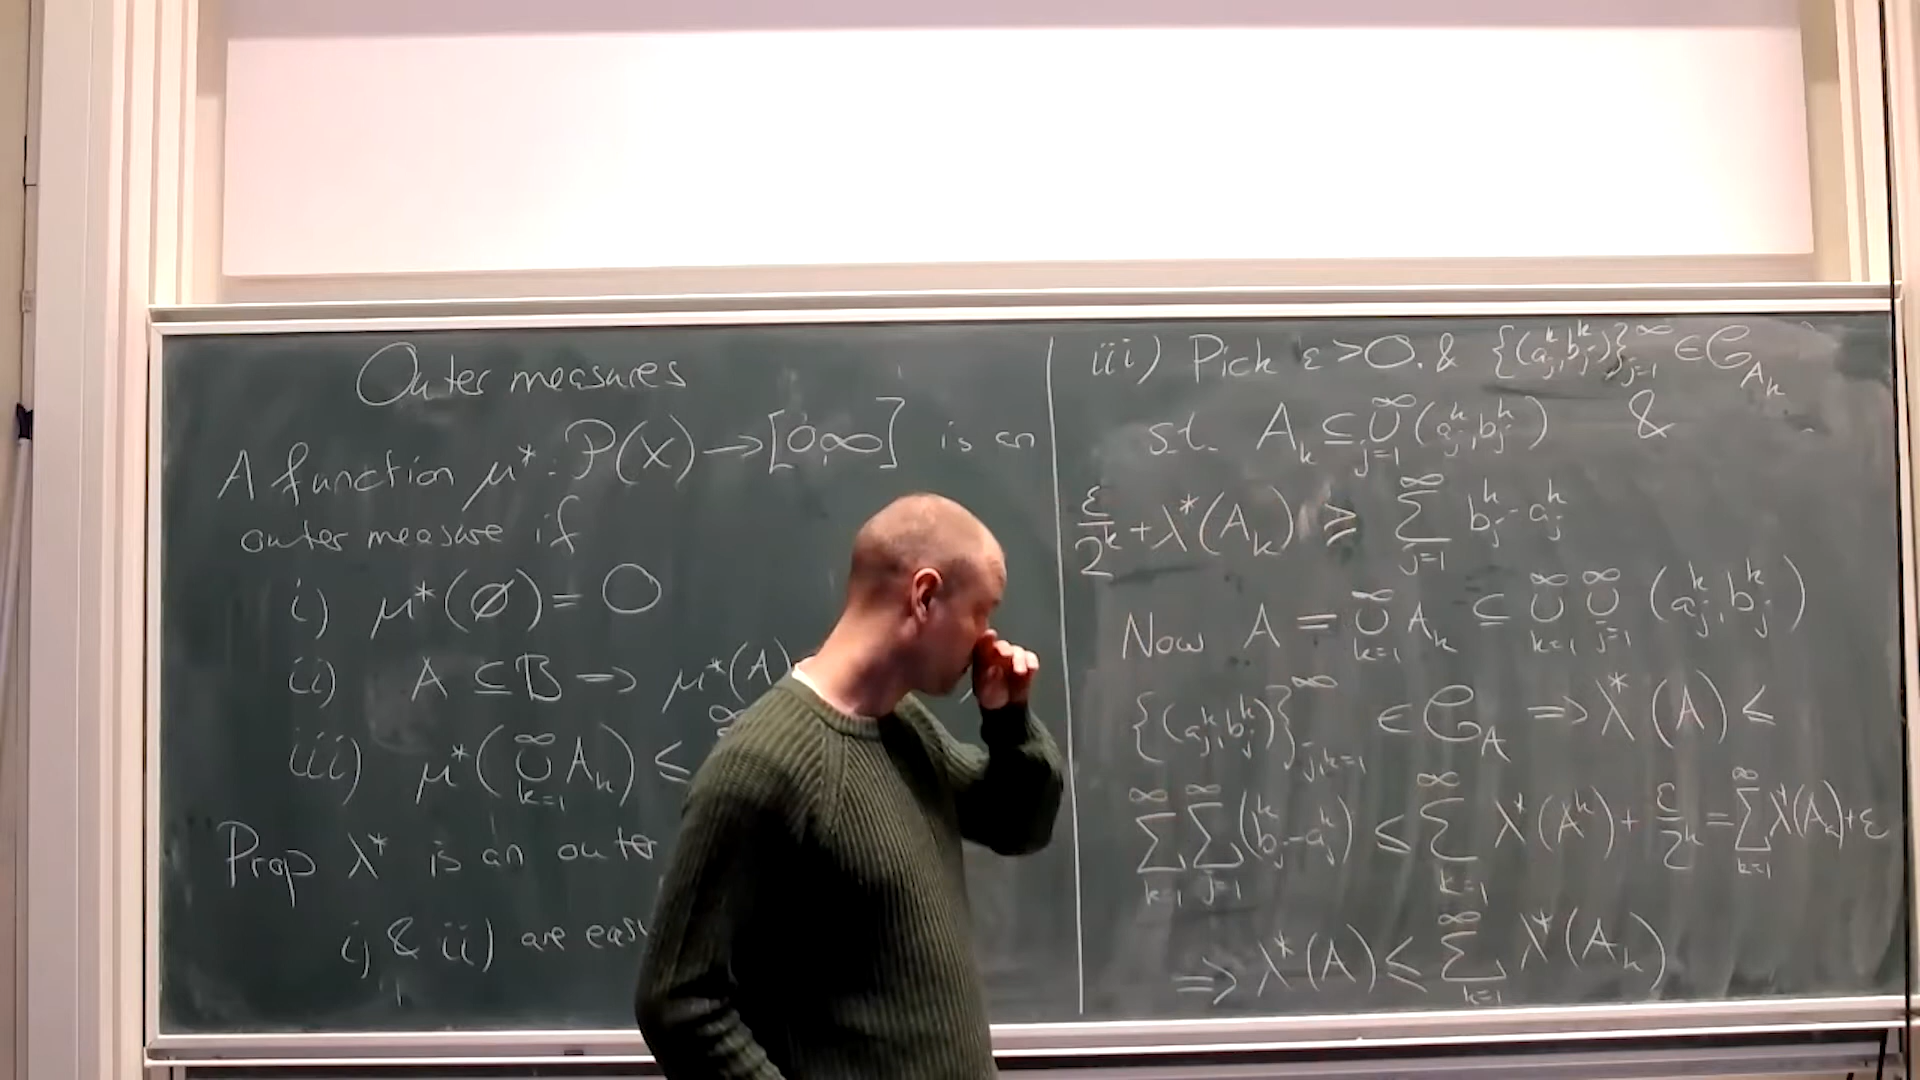 Outer measures
A function μ*: P(X) → [0,∞] is an
outer measure if
i) μ*(∅) = 0
ii) A ⊆ B → μ*(A)
iii) μ*(∪_{k=1}^∞ A_k) ≤
Prop λ* is an oute
i) & ii) are easy
iii) Pick ε > 0. & {(a_j^k, b_j^k)}_{j=1}^∞ ∈ C_{A_k}
s.t. A_k ⊆ ∪_{j=1}^∞ (a_j^k, b_j^k) &
ε/2^k + λ*(A_k) ≥ ∑_{j=1}^∞ b_j^k - a_j^k
Now A = ∪_{k=1}^∞ A_k ⊆ ∪_{k=1}^∞ ∪_{j=1}^∞ (a_j^k, b_j^k)
{(a_j^k, b_j^k)}_{j,k=1}^∞ ∈ C_A ⇒ λ*(A) ≤
∑_{k=1}^∞ ∑_{j=1}^∞ (b_j^k - a_j^k) ≤ ∑_{k=1}^∞ λ*(A^k) + ε/2^k = ∑_{k=1}^∞ λ*(A_k) + ε
⇒ λ*(A) ≤ ∑_{k=1}^∞ λ*(A_k)